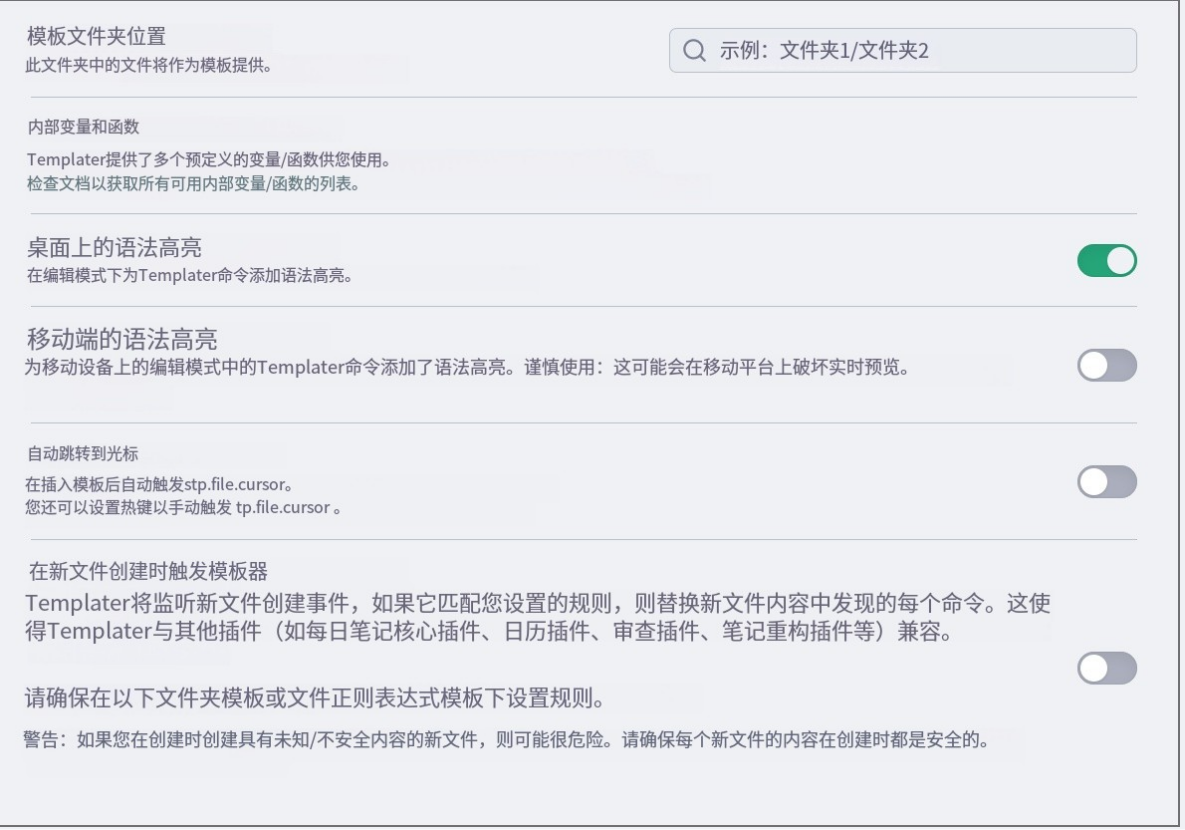 模板文件夹位置
此文件夹中的文件将作为模板提供。
示例：文件夹1/文件夹2
内部变量和函数
Templater提供了多个预定义的变量/函数供您使用。
检查文档以获取所有可用内部变量/函数的列表。
桌面上的语法高亮
在编辑模式下为Templater命令添加语法高亮。
移动端的语法高亮
为移动设备上的编辑模式中的Templater命令添加了语法高亮。谨慎使用：这可能会在移动平台上破坏实时预览。
自动跳转到光标
在插入模板后自动触发stp.file.cursor。
您还可以设置热键以手动触发 tp.file.cursor 。
在新文件创建时触发模板器
Templater将监听新文件创建事件，如果它匹配您设置的规则，则替换新文件内容中发现的每个命令。这使
得Templater与其他插件（如每日笔记核心插件、日历插件、审查插件、笔记重构插件等）兼容。
请确保在以下文件夹模板或文件正则表达式模板下设置规则。
警告：如果您在创建时创建具有未知/不安全内容的新文件，则可能很危险。请确保每个新文件的内容在创建时都是安全的。